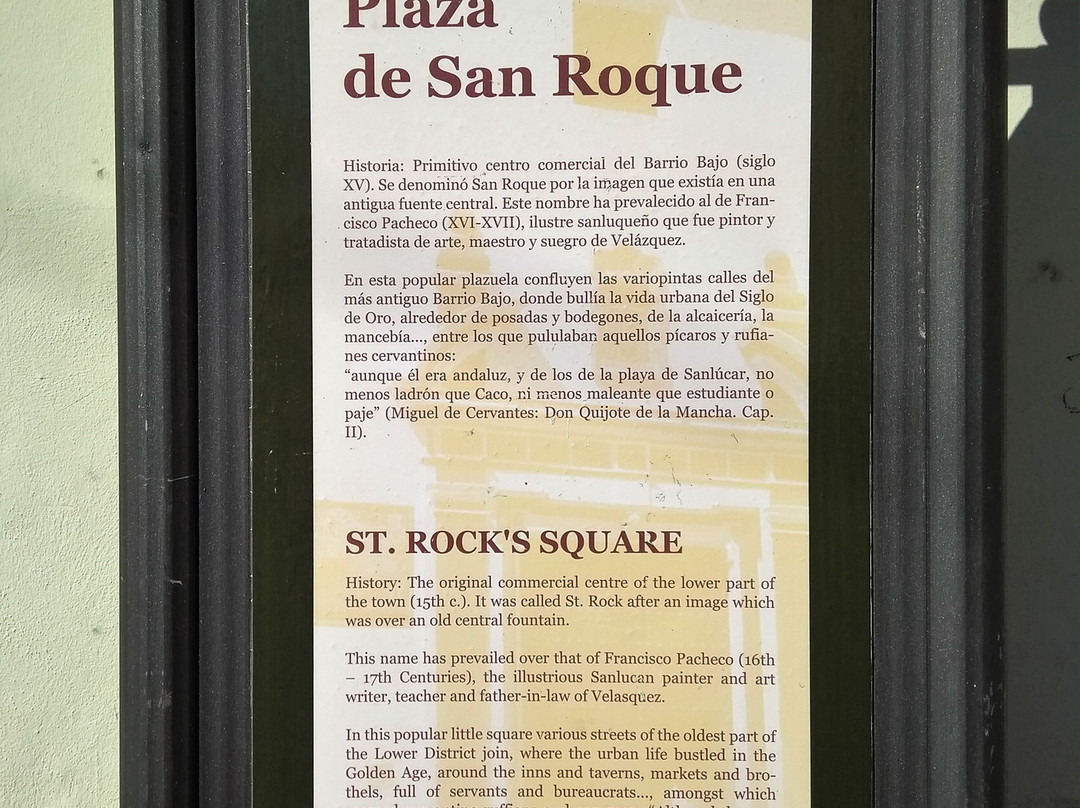 Plaza
de San Roque
Historia: Primitivo centro comercial del Barrio Bajo (siglo
XV). Se denominó San Roque por la imagen que existía en una
antigua fuente central. Este nombre ha prevalecido al de Fran-
cisco Pacheco (XVI-XVII), ilustre sanluqueño que fue pintor y
tratadista de arte, maestro y suegro de Velázquez.
En esta popular plazuela confluyen las variopintas calles del
más antiguo Barrio Bajo, donde bullía la vida urbana del Siglo
de Oro, alrededor de posadas y bodegones, de la alcaicería, la
mancebía..., entre los que pululaban aquellos pícaros y rufia-
nes cervantinos:
“aunque él era andaluz, y de los de la playa de Sanlúcar, no
menos ladrón que Caco, ni menos maleante que estudiante o
paje” (Miguel de Cervantes: Don Quijote de la Mancha. Cap.
II).
ST. ROCK'S SQUARE
History: The original commercial centre of the lower part of
the town (15th c.). It was called St. Rock after an image which
was over an old central fountain.
This name has prevailed over that of Francisco Pacheco (16th
– 17th Centuries), the illustrious Sanlucan painter and art
writer, teacher and father-in-law of Velasquez.
In this popular little square various streets of the oldest part of
the Lower District join, where the urban life bustled in the
Golden Age, around the inns and taverns, markets and bro-
thels, full of servants and bureaucrats..., amongst which